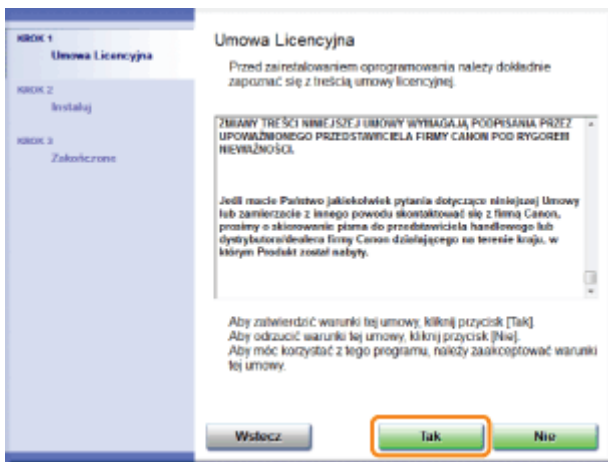 KROK 1
Umowa Licencyjna
KROK 2
Instaluj
KROK 3
Zakończone
Umowa Licencyjna
Przed zainstalowaniem oprogramowania należy dokładnie
zapoznać się z treścią umowy licencyjnej.
ZMIANY TREŚCI NINIEJSZEJ UMOWY WYMAGAJĄ PODPISANIA PRZEZ
UPOWAŻNIONEGO PRZEDSTAWICIELA FIRMY CANON POD RYGOREM
NIEWAŻNOŚCI.
Jeśli macie Państwo jakiekolwiek pytania dotyczące niniejszej Umowy
lub zamierzacie z innego powodu skontaktować się z firmą Canon,
prosimy o skierowanie pisma do przedstawiciela handlowego lub
dystrybutora/dealera firmy Canon działającego na terenie kraju, w
którym Produkt został nabyty.
Aby zatwierdzić warunki tej umowy, kliknij przycisk [Tak].
Aby odrzucić warunki tej umowy, kliknij przycisk [Nie].
Aby móc korzystać z tego programu, należy zaakceptować warunki
tej umowy.
Wstecz Tak Nie